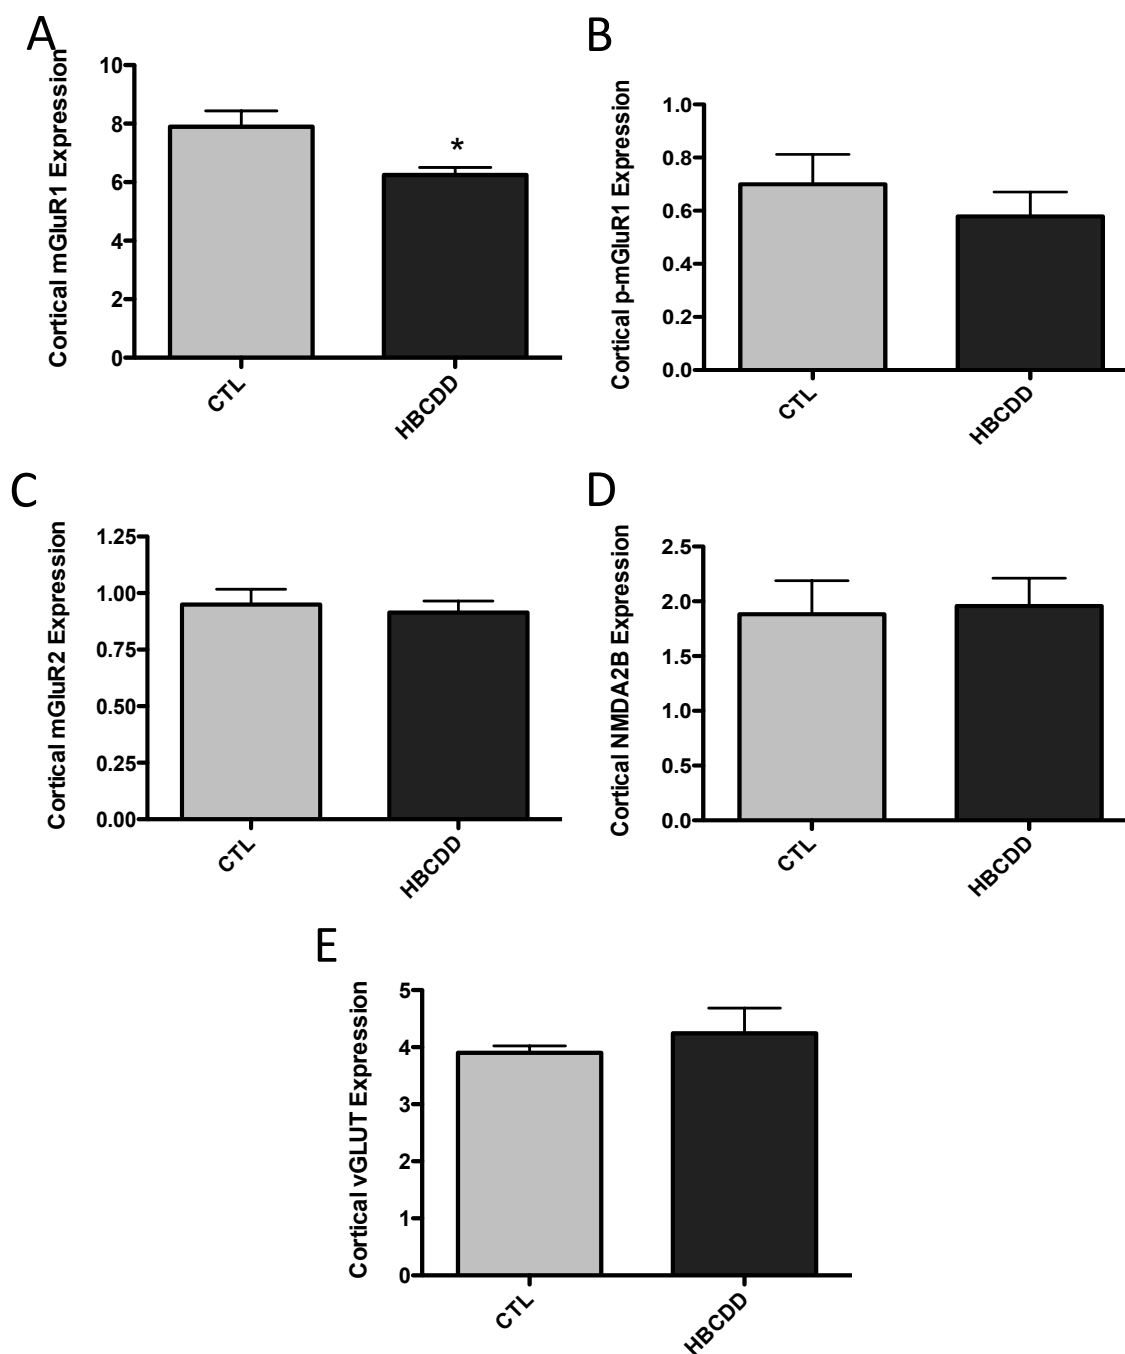 A
Cortical mGluR1 Expression
10
8
6
4
2
0
*
CTL
HBCDD
B
Cortical p-mGluR1 Expression
1.0
0.8
0.6
0.4
0.2
0.0
CTL
HBCDD
C
Cortical mGluR2 Expression
1.25
1.00
0.75
0.50
0.25
0.00
CTL
HBCDD
D
Cortical NMDA2B Expression
2.5
2.0
1.5
1.0
0.5
0.0
CTL
HBCDD
E
Cortical vGLUT Expression
5
4
3
2
1
0
CTL
HBCDD